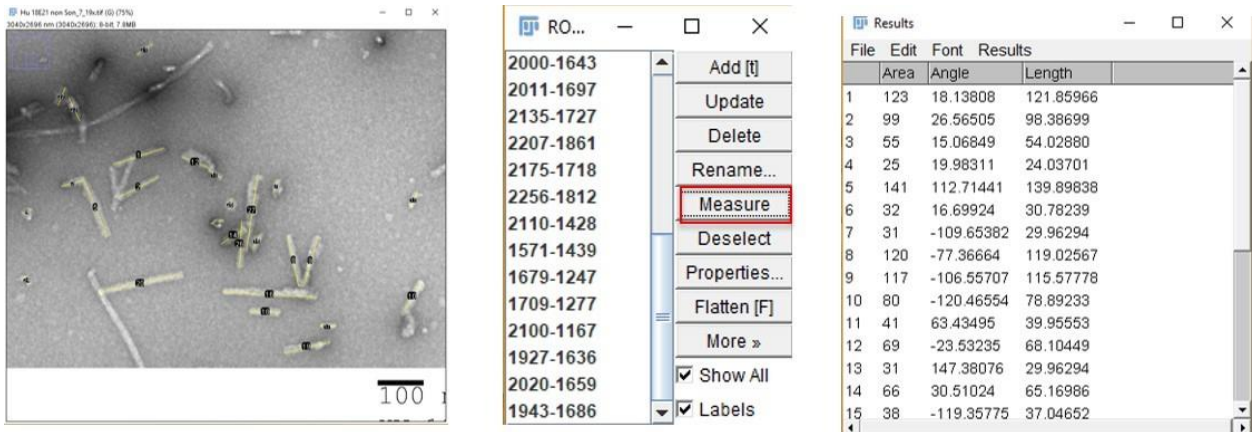 Hu 18E21 non Son_7_19x.tif (G) (75%)
3040x2696 nm (3040x2696); 8-bit; 7.8MB
100
RO...
2000-1643
2011-1697
2135-1727
2207-1861
2175-1718
2256-1812
2110-1428
1571-1439
1679-1247
1709-1277
2100-1167
1927-1636
2020-1659
1943-1686
Add [t]
Update
Delete
Rename...
Measure
Deselect
Properties...
Flatten [F]
More »
Show All
Labels
Results
File Edit Font Results
Area Angle Length
1 123 18.13808 121.85966
2 99 26.56505 98.38699
3 55 15.06849 54.02880
4 25 19.98311 24.03701
5 141 112.71441 139.89838
6 32 16.69924 30.78239
7 31 -109.65382 29.96294
8 120 -77.36664 119.02567
9 117 -106.55707 115.57778
10 80 -120.46554 78.89233
11 41 63.43495 39.95553
12 69 -23.53235 68.10449
13 31 147.38076 29.96294
14 66 30.51024 65.16986
15 38 -119.35775 37.04652